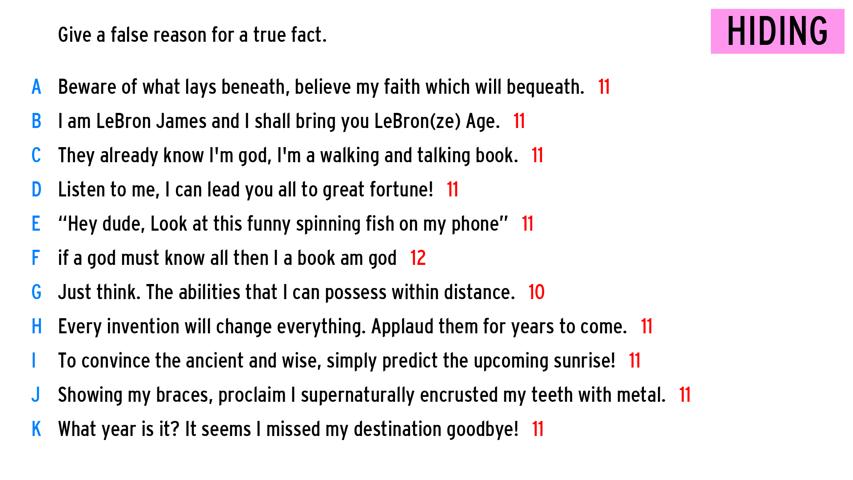 Give a false reason for a true fact.
HIDING
A Beware of what lays beneath, believe my faith which will bequeath. 11
B I am LeBron James and I shall bring you LeBron(ze) Age. 11
C They already know I'm god, I'm a walking and talking book. 11
D Listen to me, I can lead you all to great fortune! 11
E “Hey dude, Look at this funny spinning fish on my phone” 11
F if a god must know all then I a book am god 12
G Just think. The abilities that I can possess within distance. 10
H Every invention will change everything. Applaud them for years to come. 11
I To convince the ancient and wise, simply predict the upcoming sunrise! 11
J Showing my braces, proclaim I supernaturally encrusted my teeth with metal. 11
K What year is it? It seems I missed my destination goodbye! 11